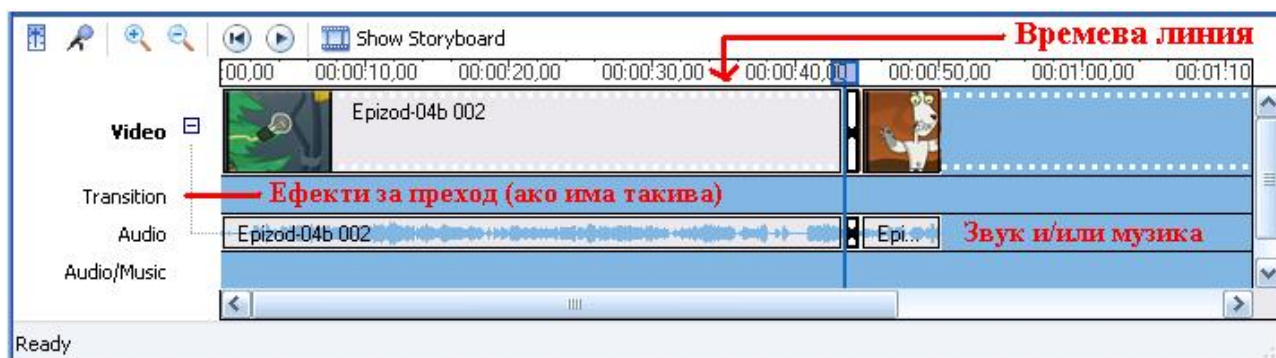 Show Storyboard
Времева линия
:00,00 00:00:10,00 00:00:20,00 00:00:30,00 00:00:40,00 00:00:50,00 00:01:00,00 00:01:10
Video
Epizod-04b 002
Transition
Ефекти за преход (ако има такива)
Audio
Epizod-04b 002
Epi...
Звук и/или музика
Audio/Music
Ready